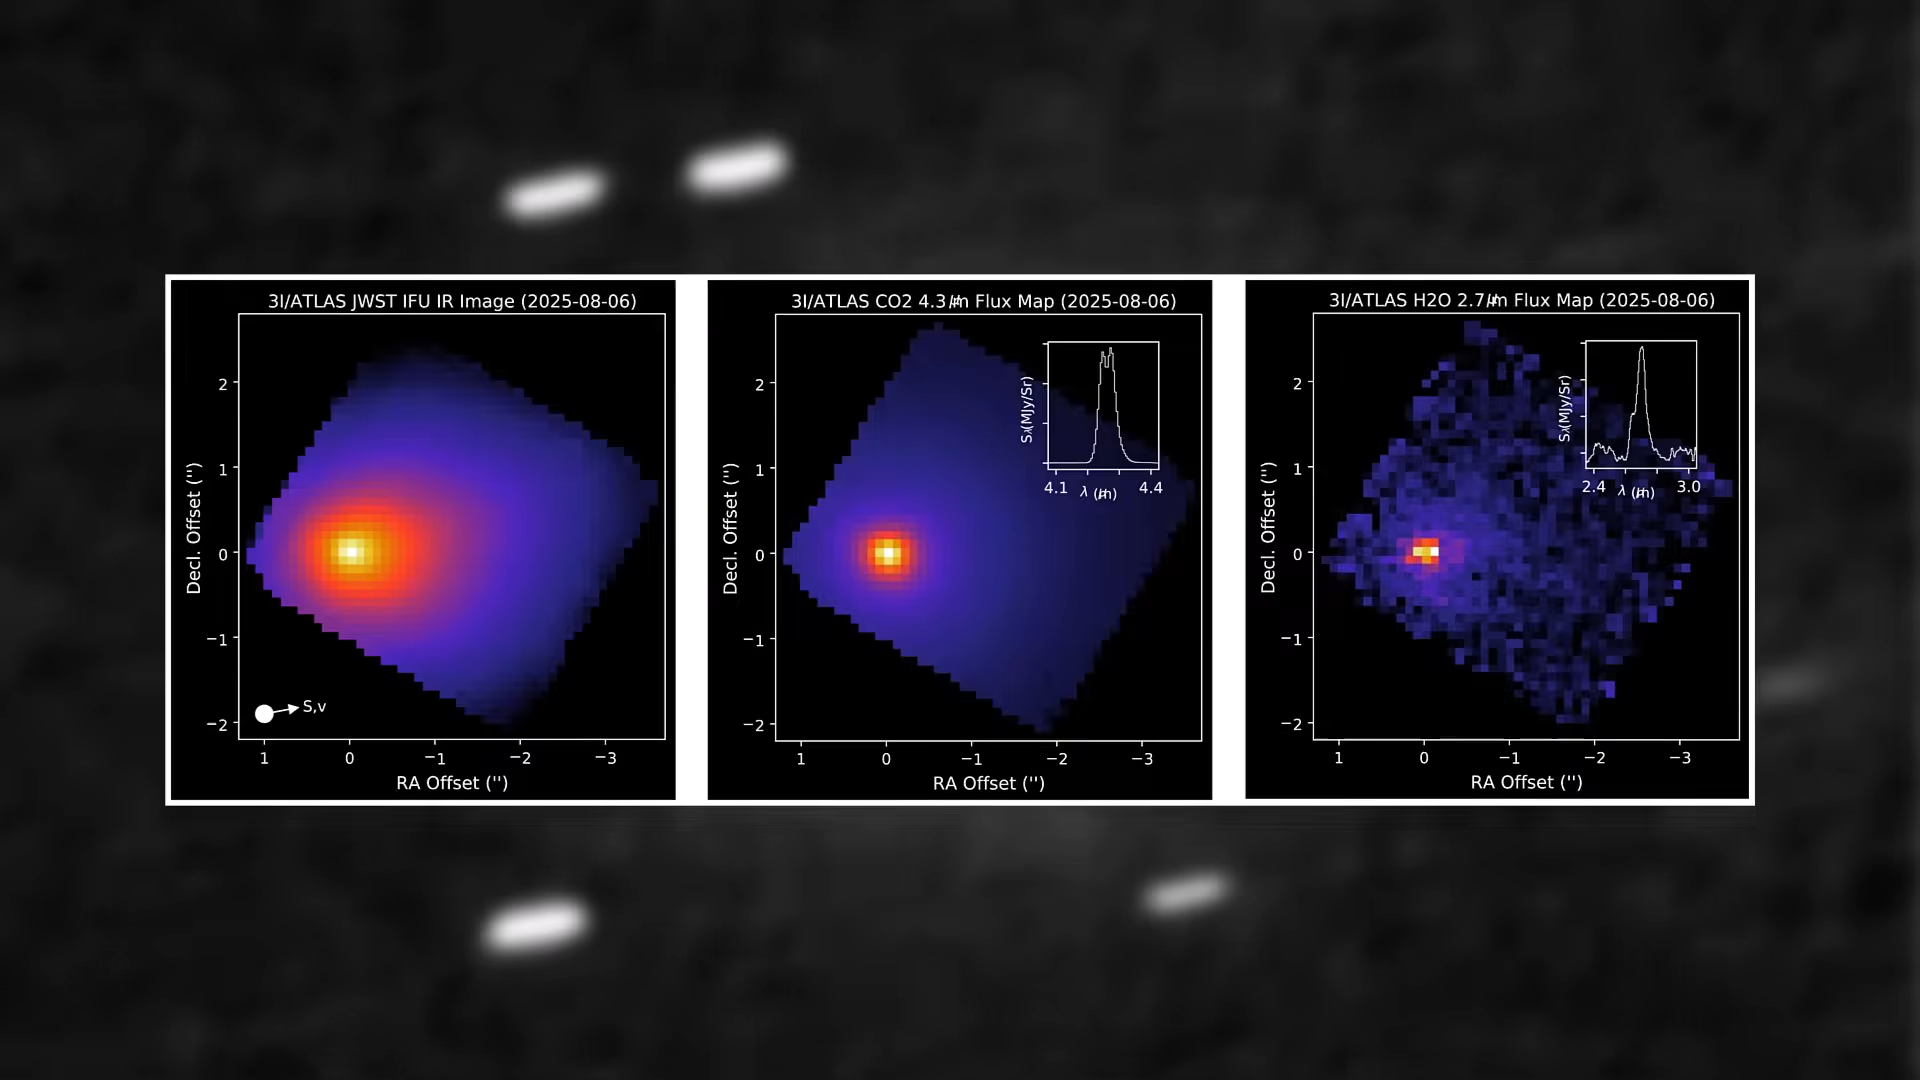 3I/ATLAS JWST IFU IR Image (2025-08-06)
Decl. Offset ('')
2
1
0
−1
−2
S,v
1
0
−1
−2
−3
RA Offset ('')
3I/ATLAS CO2 4.3μm Flux Map (2025-08-06)
Decl. Offset ('')
2
1
0
−1
−2
Sλ(MJy/Sr)
4.1
λ (μm)
4.4
1
0
−1
−2
−3
RA Offset ('')
3I/ATLAS H2O 2.7μm Flux Map (2025-08-06)
Decl. Offset ('')
2
1
0
−1
−2
Sλ(MJy/Sr)
2.4
λ (μm)
3.0
1
0
−1
−2
−3
RA Offset ('')